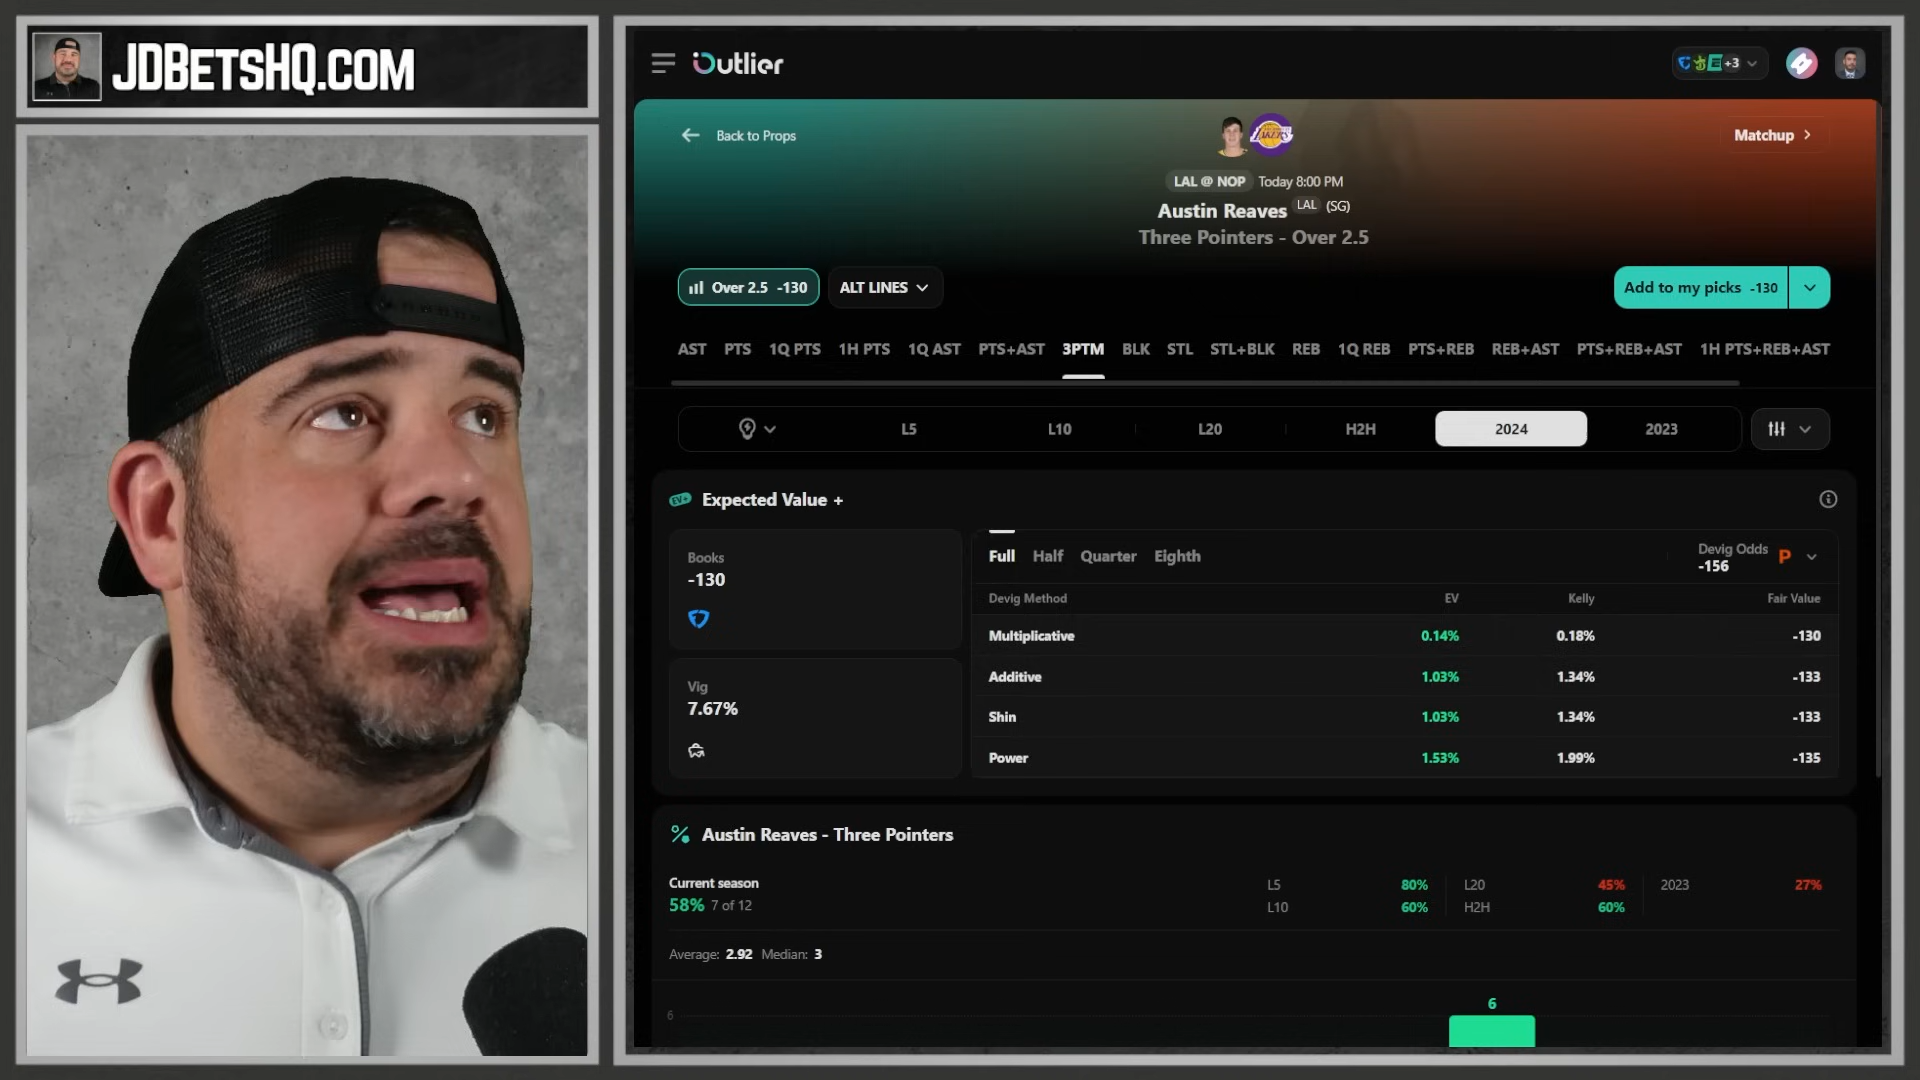 JDBETSHQ.COM
Outlier
+3
Back to Props
Matchup
LAL @ NOP Today 8:00 PM
Austin Reaves LAL (SG)
Three Pointers - Over 2.5
Over 2.5 -130
ALT LINES
Add to my picks -130
AST PTS 1Q PTS 1H PTS 1Q AST PTS+AST 3PTM BLK STL STL+BLK REB 1Q REB PTS+REB REB+AST PTS+REB+AST 1H PTS+REB+AST
L5 L10 L20 H2H 2024 2023
EV+ Expected Value +
Books
-130
Vig
7.67%
Full Half Quarter Eighth
Devig Odds
-156
P
Devig Method EV Kelly Fair Value
Multiplicative 0.14% 0.18% -130
Additive 1.03% 1.34% -133
Shin 1.03% 1.34% -133
Power 1.53% 1.99% -135
Austin Reaves - Three Pointers
Current season
58% 7 of 12
L5 80% L20 45% 2023 27%
L10 60% H2H 60%
Average: 2.92 Median: 3
6
6